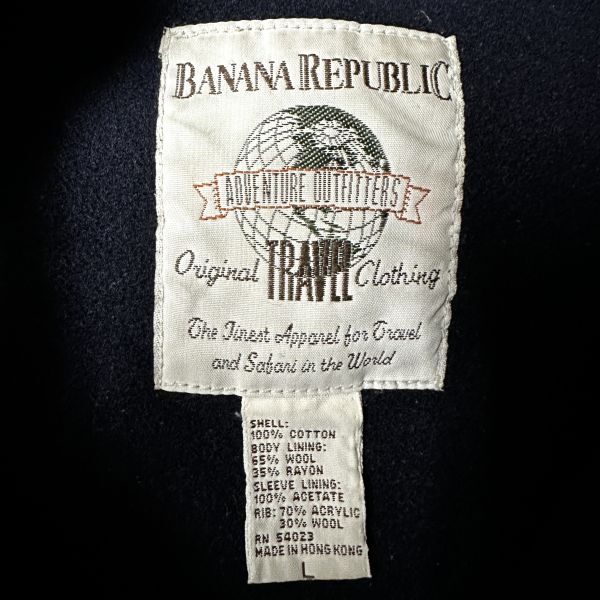 BANANA REPUBLIC
ADVENTURE OUTFITTERS
Original TRAVEL Clothing
The Finest Apparel for Travel
and Safari in the World
SHELL:
100% COTTON
BODY LINING:
65% WOOL
35% RAYON
SLEEVE LINING:
100% ACETATE
RIB: 70% ACRYLIC
30% WOOL
RN 54023
MADE IN HONG KONG
L